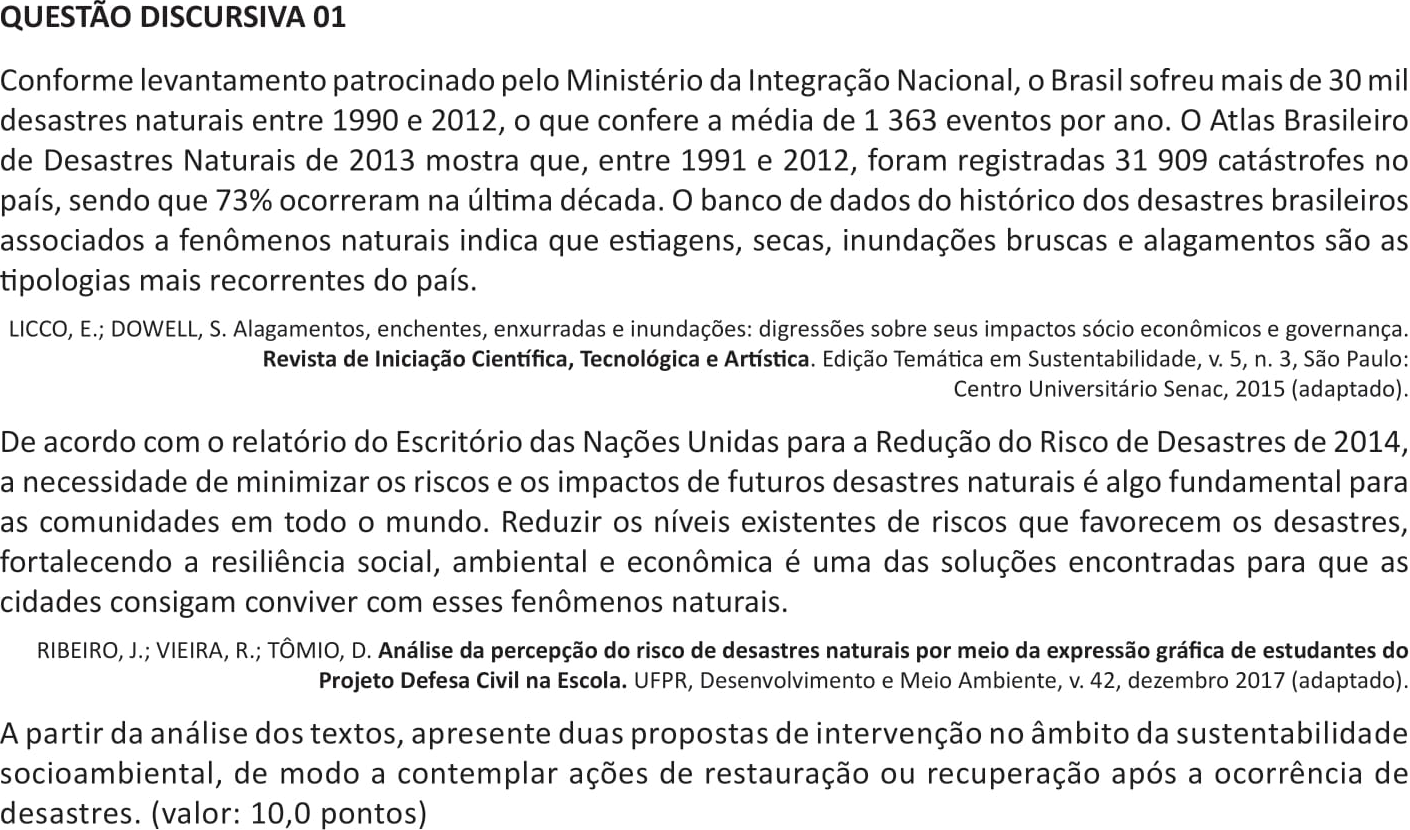 QUESTÃO DISCURSIVA 01
Conforme levantamento patrocinado pelo Ministério da Integração Nacional, o Brasil sofreu mais de 30 mil
desastres naturais entre 1990 e 2012, o que confere a média de 1 363 eventos por ano. O Atlas Brasileiro
de Desastres Naturais de 2013 mostra que, entre 1991 e 2012, foram registradas 31 909 catástrofes no
país, sendo que 73% ocorreram na última década. O banco de dados do histórico dos desastres brasileiros
associados a fenômenos naturais indica que estiagens, secas, inundações bruscas e alagamentos são as
tipologias mais recorrentes do país.
LICCO, E.; DOWELL, S. Alagamentos, enchentes, enxurradas e inundações: digressões sobre seus impactos sócio econômicos e governança.
Revista de Iniciação Científica, Tecnológica e Artística. Edição Temática em Sustentabilidade, v. 5, n. 3, São Paulo:
Centro Universitário Senac, 2015 (adaptado).
De acordo com o relatório do Escritório das Nações Unidas para a Redução do Risco de Desastres de 2014,
a necessidade de minimizar os riscos e os impactos de futuros desastres naturais é algo fundamental para
as comunidades em todo o mundo. Reduzir os níveis existentes de riscos que favorecem os desastres,
fortalecendo a resiliência social, ambiental e econômica é uma das soluções encontradas para que as
cidades consigam conviver com esses fenômenos naturais.
RIBEIRO, J.; VIEIRA, R.; TÔMIO, D. Análise da percepção do risco de desastres naturais por meio da expressão gráfica de estudantes do
Projeto Defesa Civil na Escola. UFPR, Desenvolvimento e Meio Ambiente, v. 42, dezembro 2017 (adaptado).
A partir da análise dos textos, apresente duas propostas de intervenção no âmbito da sustentabilidade
socioambiental, de modo a contemplar ações de restauração ou recuperação após a ocorrência de
desastres. (valor: 10,0 pontos)